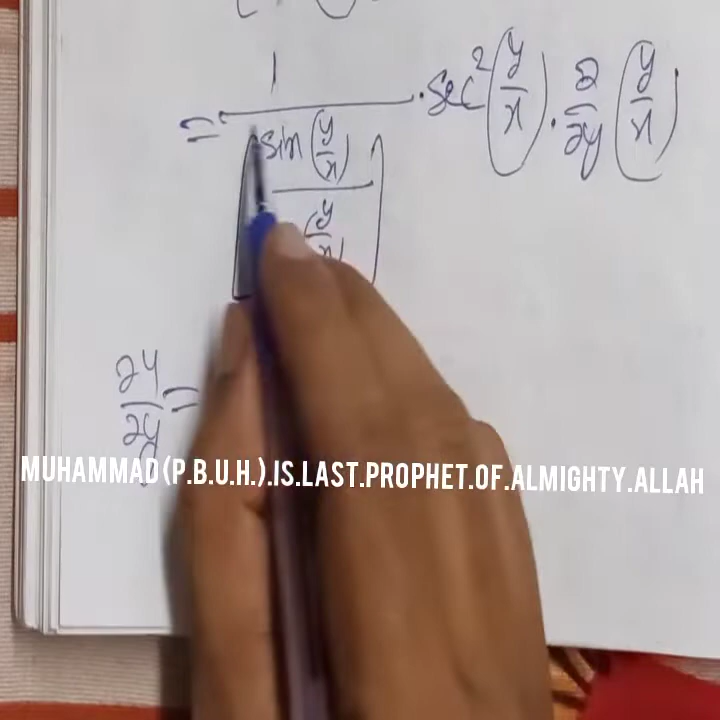 = 1 / (sin(y/x) / (y/x)) · sec²(y/x) · ∂/∂y (y/x)
∂y/∂y =
MUHAMMAD(P.B.U.H.).IS.LAST.PROPHET.OF.ALMIGHTY.ALLAH